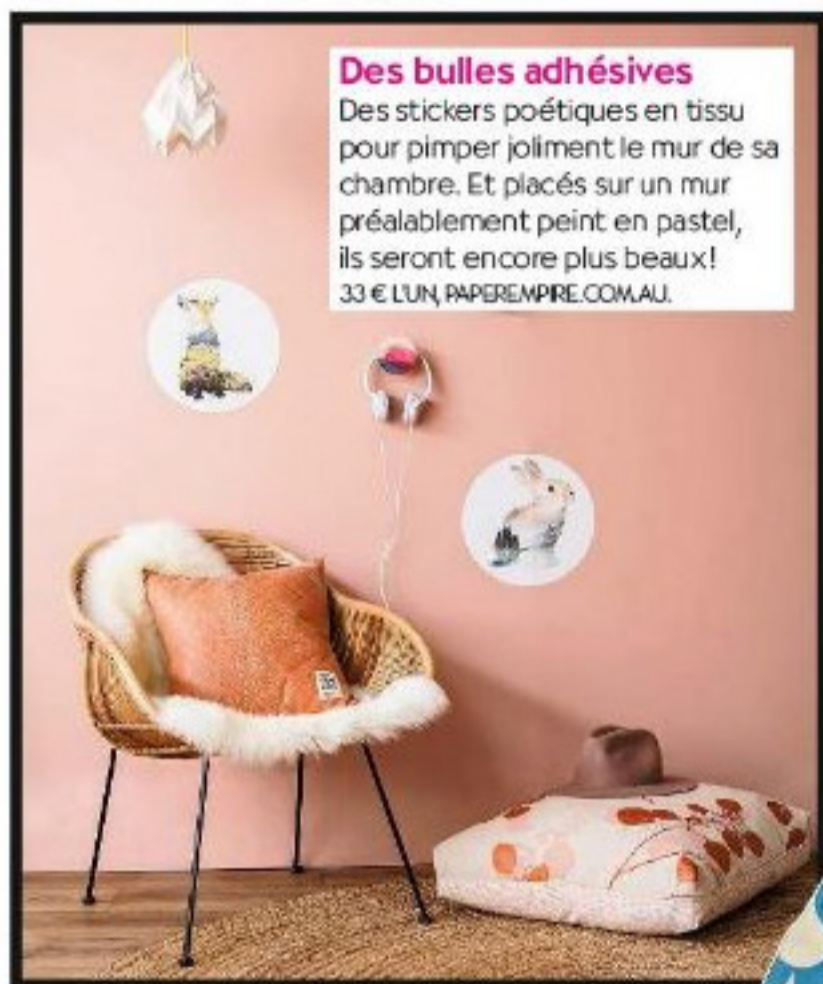 Des bulles adhésives
Des stickers poétiques en tissu
pour pimper joliment le mur de sa
chambre. Et placés sur un mur
préalablement peint en pastel,
ils seront encore plus beaux!
33 € L'UN, PAPEREMPIRE.COM.AU.